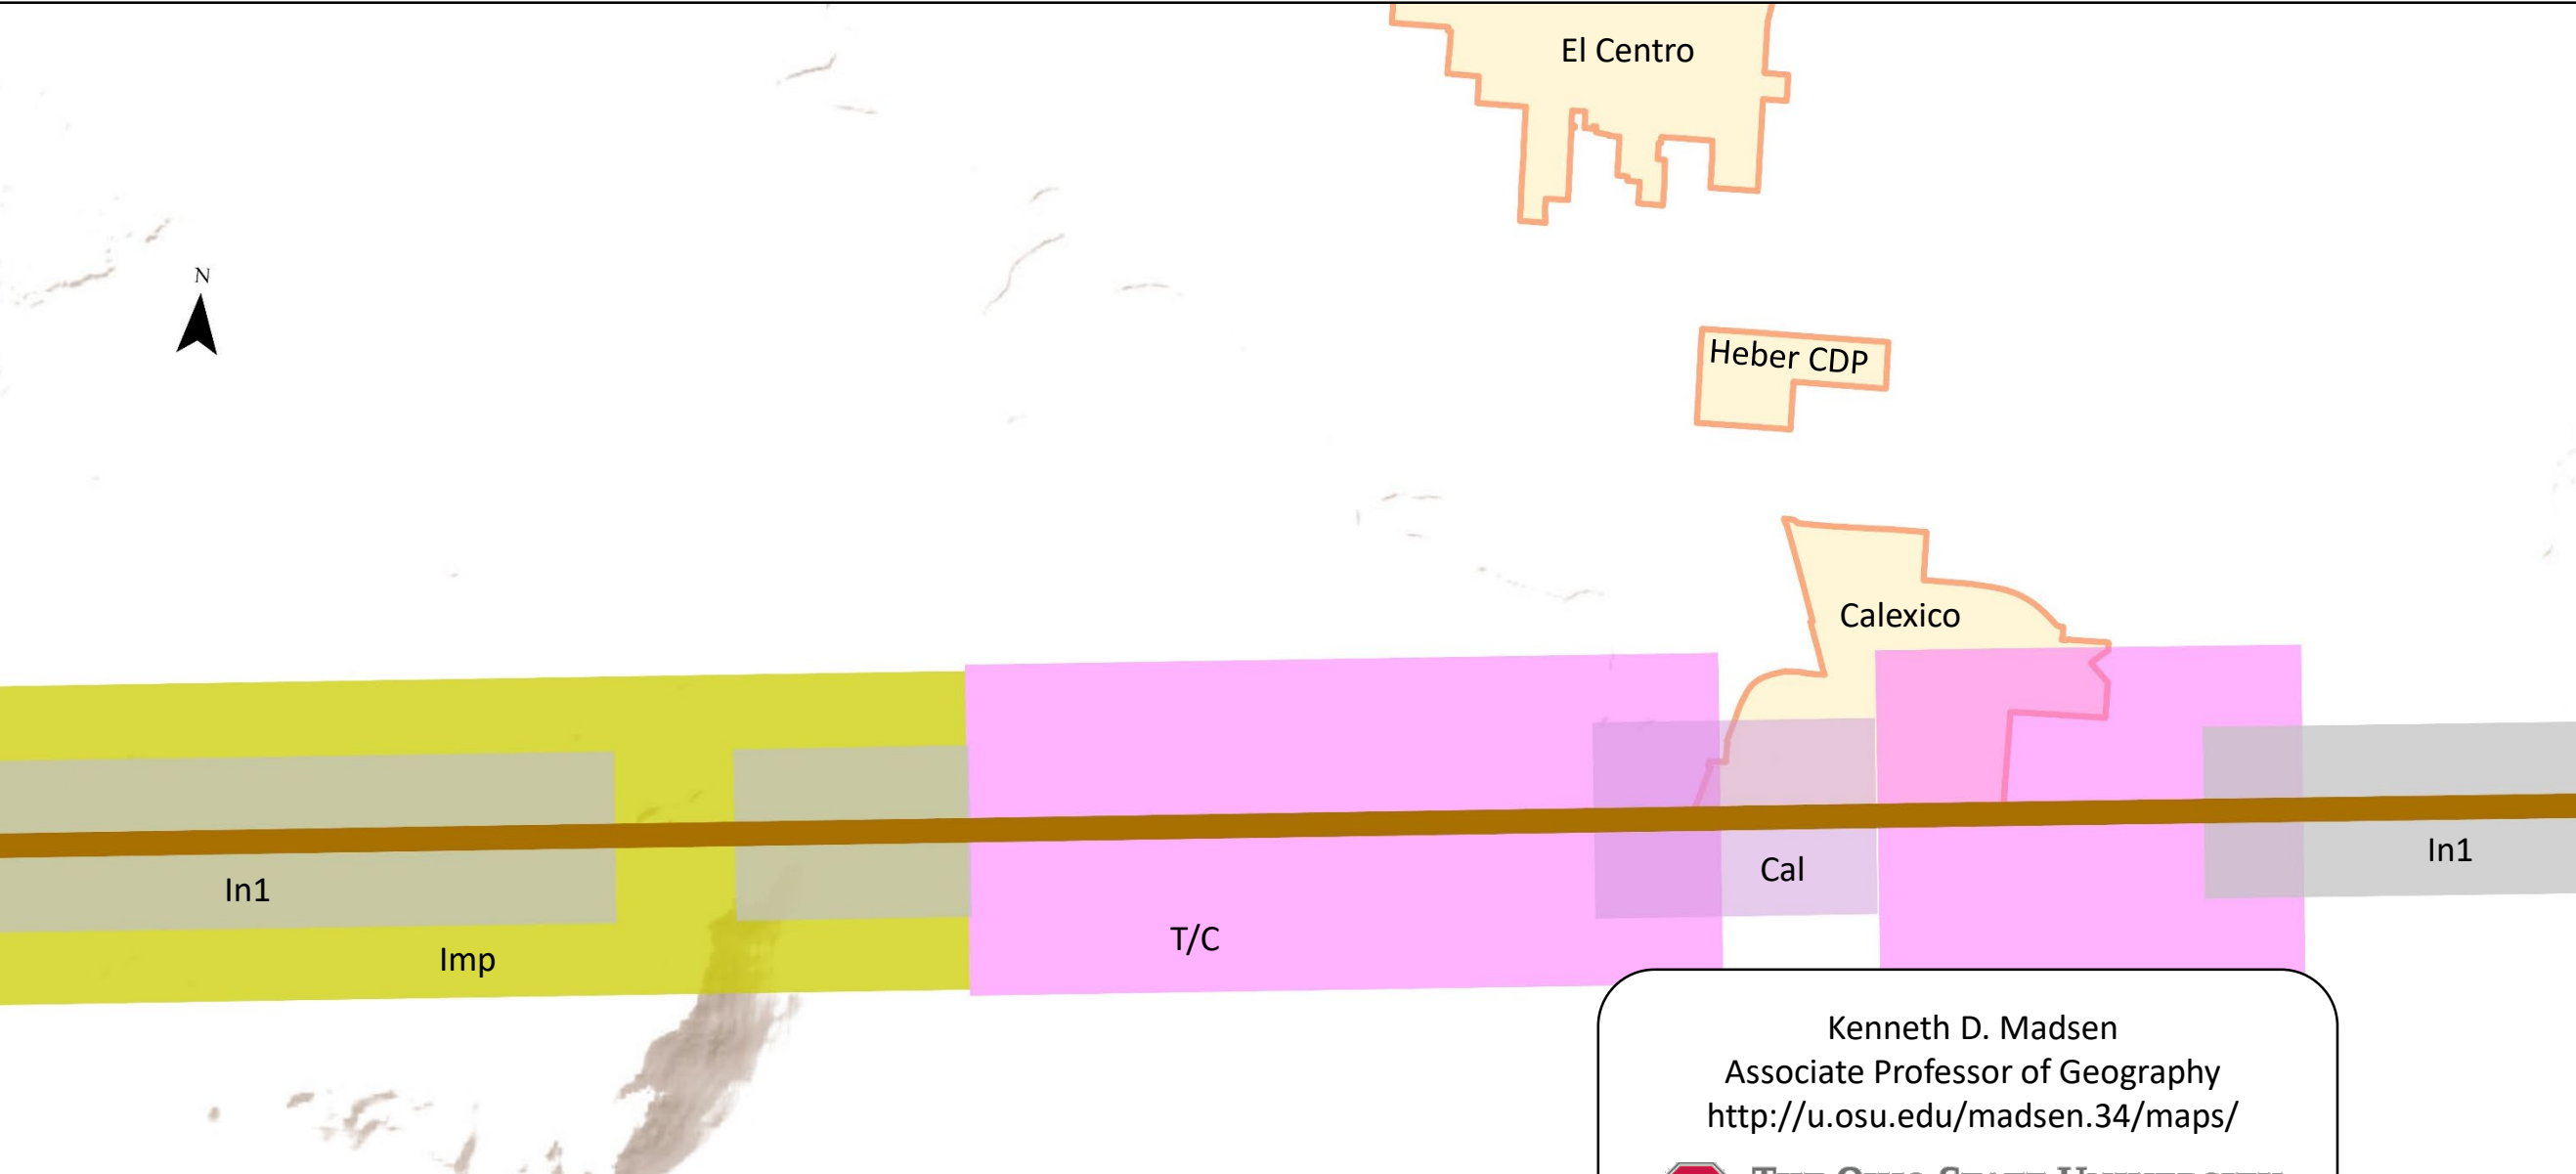 El Centro
N
Heber CDP
Calexico
In1
Cal
In1
T/C
Imp
Kenneth D. Madsen
Associate Professor of Geography
http://u.osu.edu/madsen.34/maps/